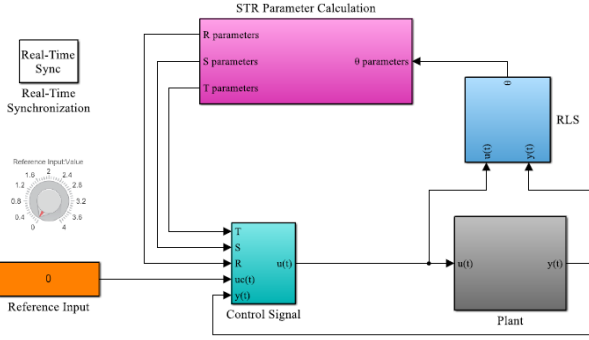 STR Parameter Calculation
R parameters
S parameters
T parameters
θ parameters
Real-Time
Sync
Real-Time
Synchronization
θ
u(t)
y(t)
RLS
Reference Input:Value
0
0.4
0.8
1.2
1.6
2
2.4
2.8
3.2
3.6
4
0
Reference Input
T
S
R
uc(t)
y(t)
u(t)
Control Signal
u(t)
y(t)
Plant